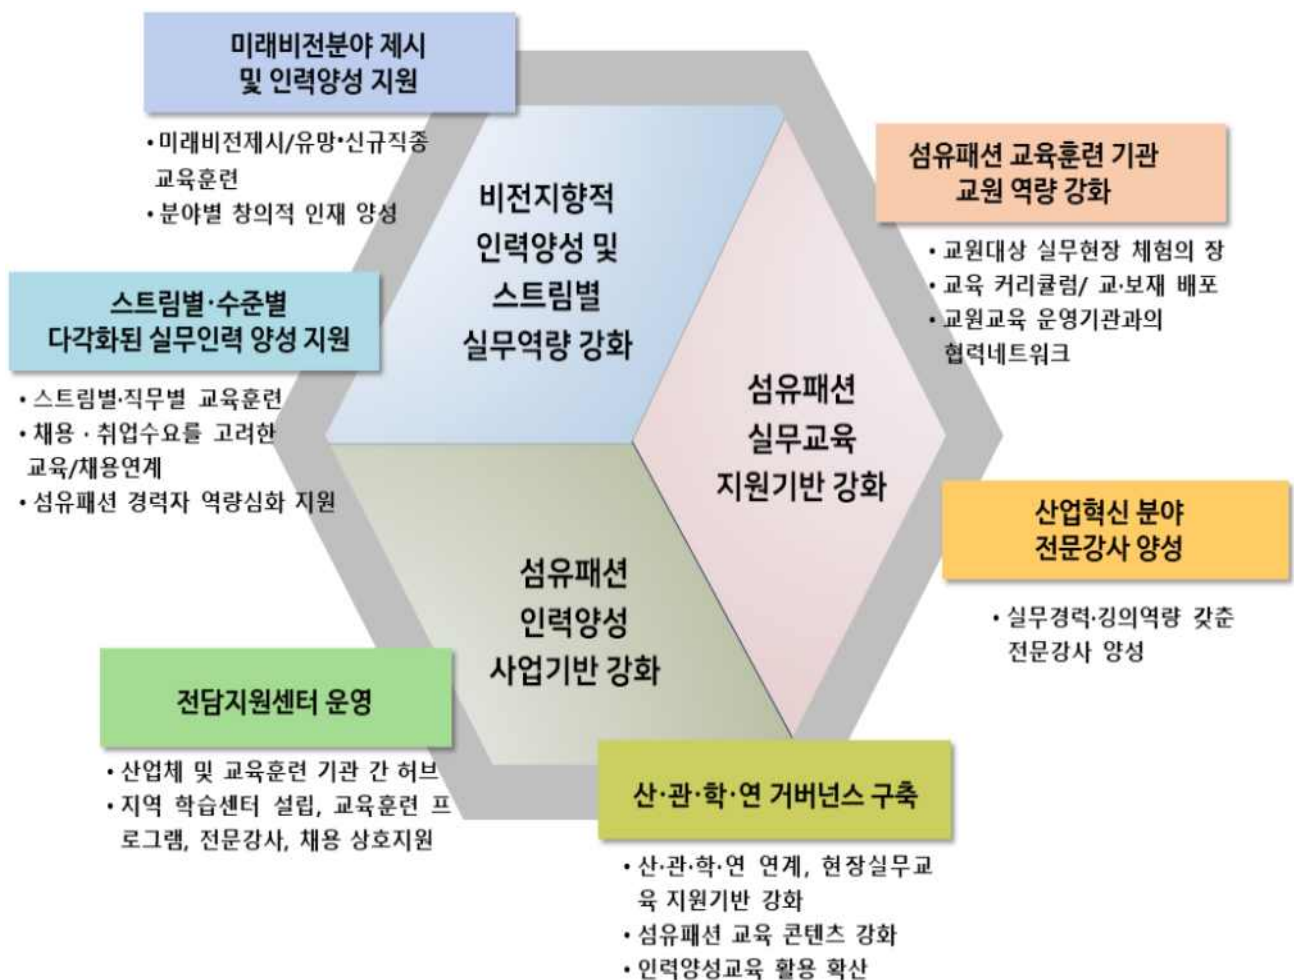 미래비전분야 제시
및 인력양성 지원
• 미래비전제시/유망•신규직종
교육훈련
• 분야별 창의적 인재 양성
스트림별·수준별
다각화된 실무인력 양성 지원
• 스트림별·직무별 교육훈련
• 채용 · 취업수요를 고려한
교육/채용연계
• 섬유패션 경력자 역량심화 지원
비전지향적
인력양성 및
스트림별
실무역량 강화
섬유패션 교육훈련 기관
교원 역량 강화
• 교원대상 실무현장 체험의 장
• 교육 커리큘럼/ 교·보재 배포
• 교원교육 운영기관과의
협력네트워크
섬유패션
실무교육
지원기반 강화
산업혁신 분야
전문강사 양성
• 실무경력·깅의역량 갖춘
전문강사 양성
섬유패션
인력양성
사업기반 강화
전담지원센터 운영
• 산업체 및 교육훈련 기관 간 허브
• 지역 학습센터 설립, 교육훈련 프
로그램, 전문강사, 채용 상호지원
산·관·학·연 거버넌스 구축
• 산·관·학·연 연계, 현장실무교
육 지원기반 강화
• 섬유패션 교육 콘텐츠 강화
• 인력양성교육 활용 확산